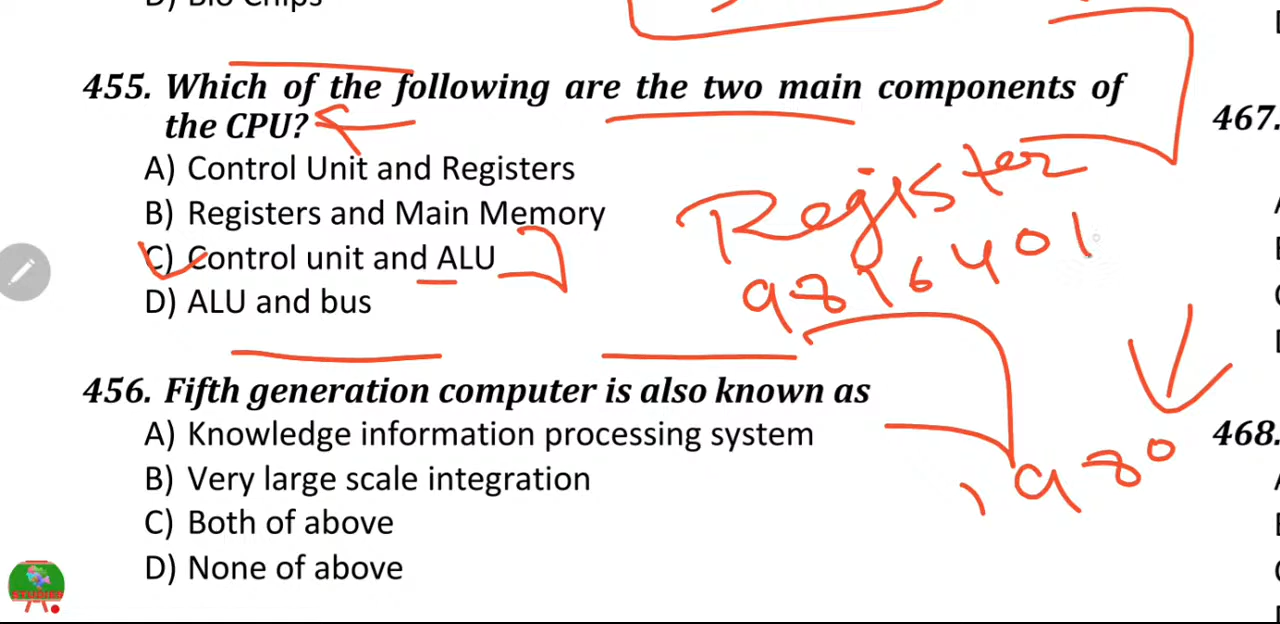 455. Which of the following are the two main components of
the CPU?
A) Control Unit and Registers
B) Registers and Main Memory
C) Control unit and ALU
D) ALU and bus
Register
9816401
456. Fifth generation computer is also known as
A) Knowledge information processing system
B) Very large scale integration
C) Both of above
D) None of above
1980
467.
468.